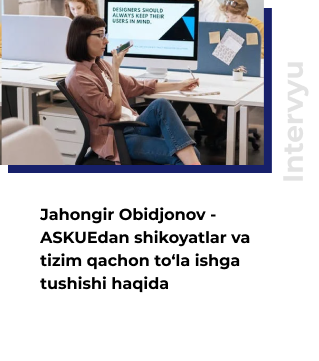 DESIGNERS SHOULD
ALWAYS KEEP THEIR
USERS IN MIND.
Intervyu
Jahongir Obidjonov -
ASKUEdan shikoyatlar va
tizim qachon to‘la ishga
tushishi haqida